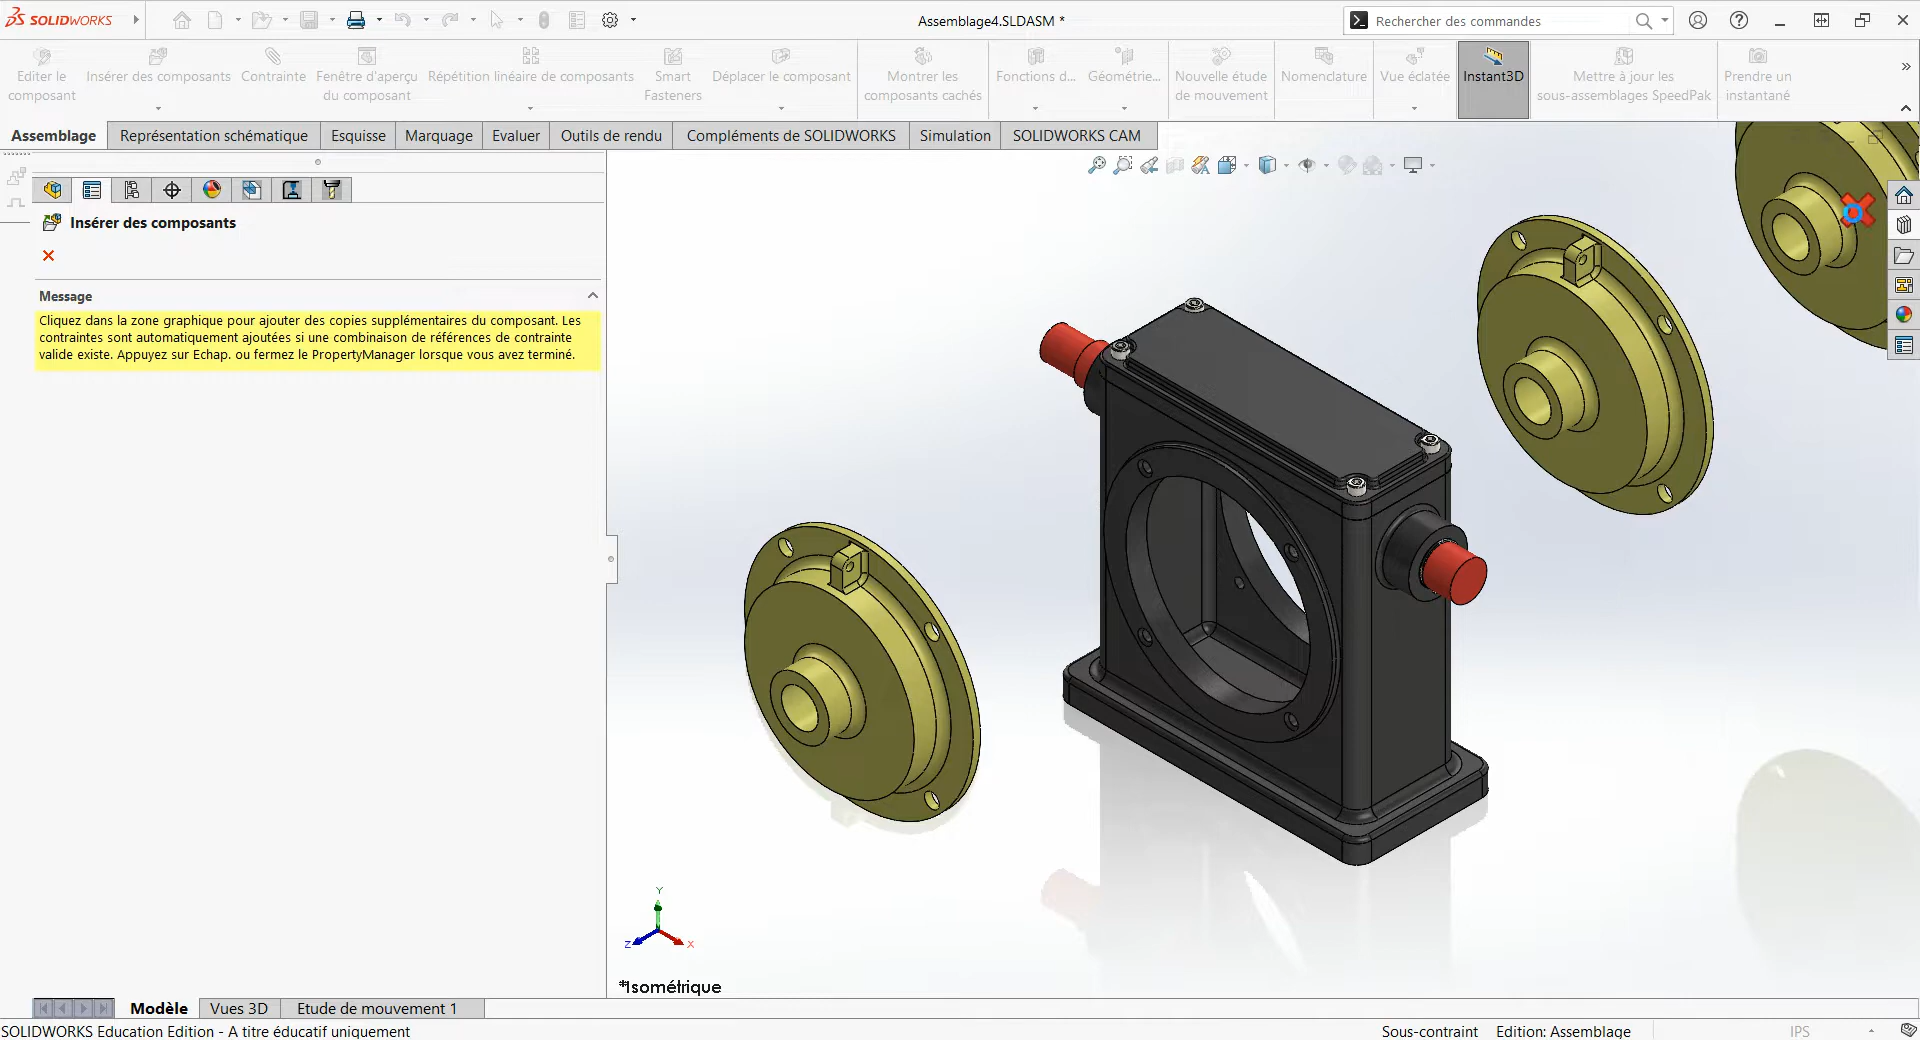 SOLIDWORKS
Assemblage4.SLDASM *
Rechercher des commandes
Editer le composant
Insérer des composants
Contrainte
Fenêtre d'aperçu du composant
Répétition linéaire de composants
Smart Fasteners
Déplacer le composant
Montrer les composants cachés
Fonctions d...
Géométrie...
Nouvelle étude de mouvement
Nomenclature
Vue éclatée
Instant3D
Mettre à jour les sous-assemblages SpeedPak
Prendre un instantané
Assemblage
Représentation schématique
Esquisse
Marquage
Evaluer
Outils de rendu
Compléments de SOLIDWORKS
Simulation
SOLIDWORKS CAM
Insérer des composants
Message
Cliquez dans la zone graphique pour ajouter des copies supplémentaires du composant. Les
contraintes sont automatiquement ajoutées si une combinaison de références de contrainte
valide existe. Appuyez sur Echap. ou fermez le PropertyManager lorsque vous avez terminé.
Y
Z
X
*Isométrique
Modèle
Vues 3D
Etude de mouvement 1
SOLIDWORKS Education Edition - A titre éducatif uniquement
Sous-contraint
Edition: Assemblage
IPS